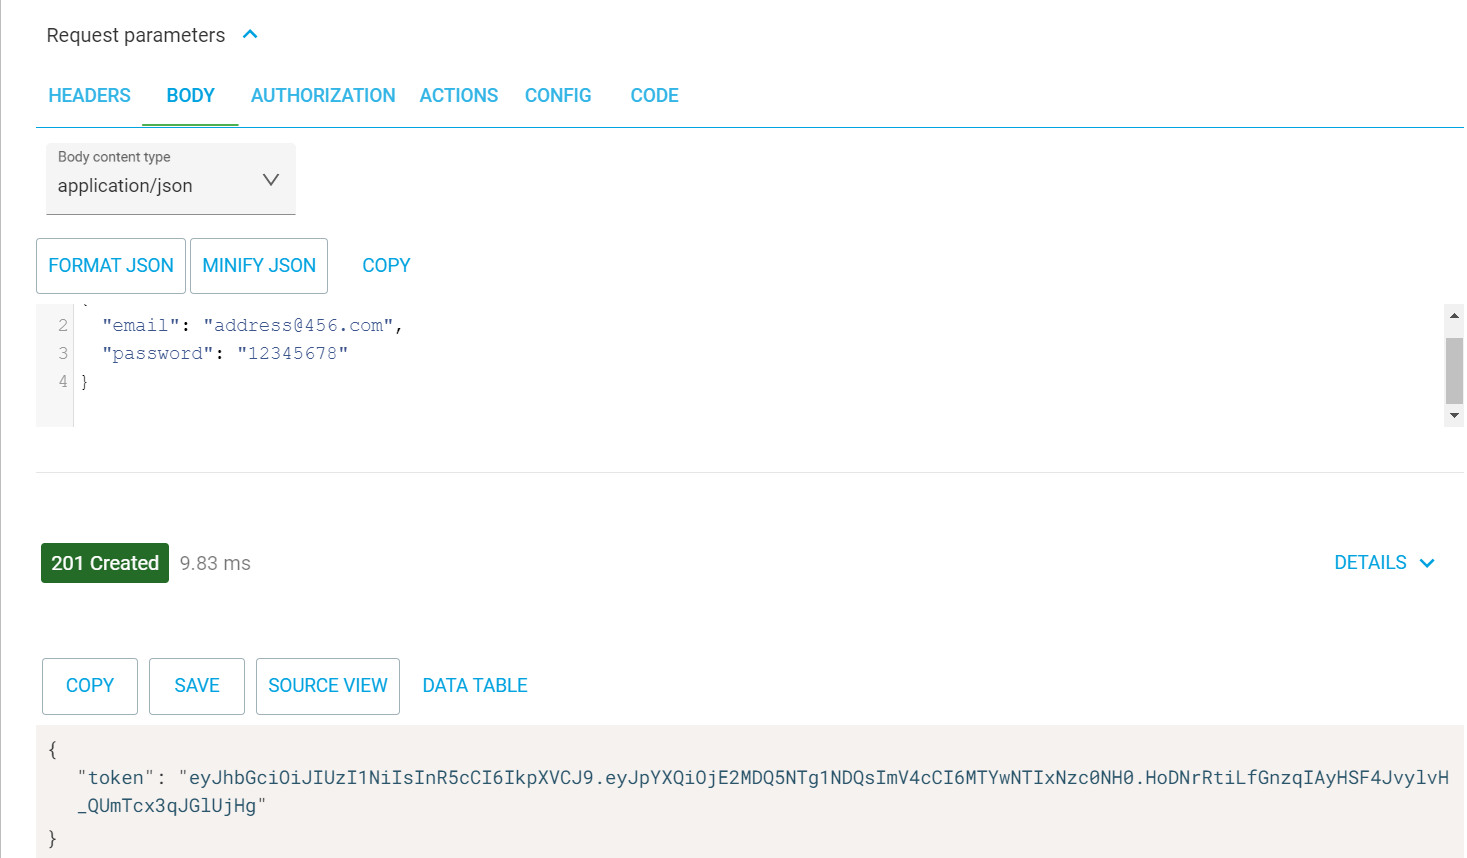 Request parameters
HEADERS BODY AUTHORIZATION ACTIONS CONFIG CODE
Body content type
application/json
FORMAT JSON MINIFY JSON COPY
2 "email": "address@456.com",
3 "password": "12345678"
4 }
201 Created 9.83 ms DETAILS
COPY SAVE SOURCE VIEW DATA TABLE
{
"token": "eyJhbGciOiJIUzI1NiIsInR5cCI6IkpXVCJ9.eyJpYXQiOjE2MDQ5NTg1NDQsImV4cCI6MTYwNTIxNzc0NH0.HoDNrRtiLfGnzqIAyHSF4JvylvH
_QUmTcx3qJGlUjHg"
}